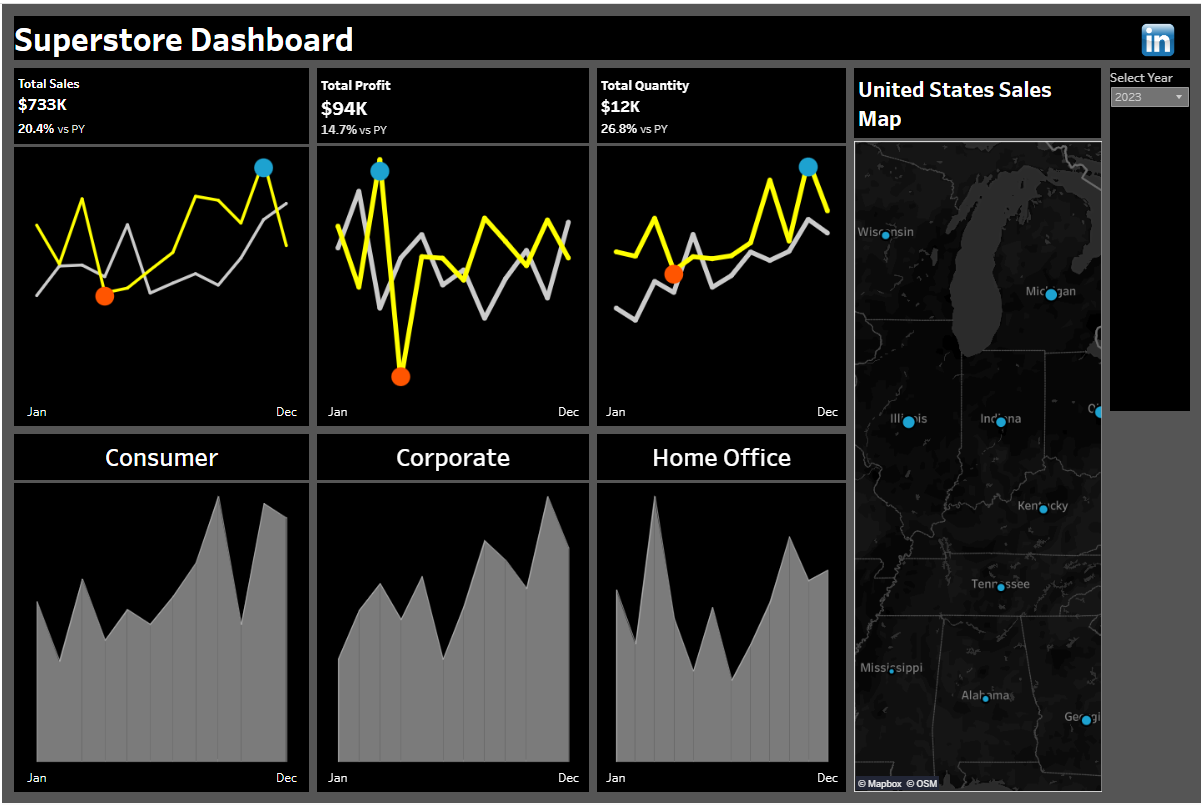 Superstore Dashboard
in
Total Sales
$733K
20.4% vs PY
Total Profit
$94K
14.7% vs PY
Total Quantity
$12K
26.8% vs PY
United States Sales
Map
Select Year
2023
Jan
Dec
Jan
Dec
Jan
Dec
Consumer
Corporate
Home Office
Jan
Dec
Jan
Dec
Jan
Dec
Wisconsin
Michigan
Illinois
Indiana
Kentucky
Tennessee
Mississippi
Alabama
Georgi
© Mapbox © OSM